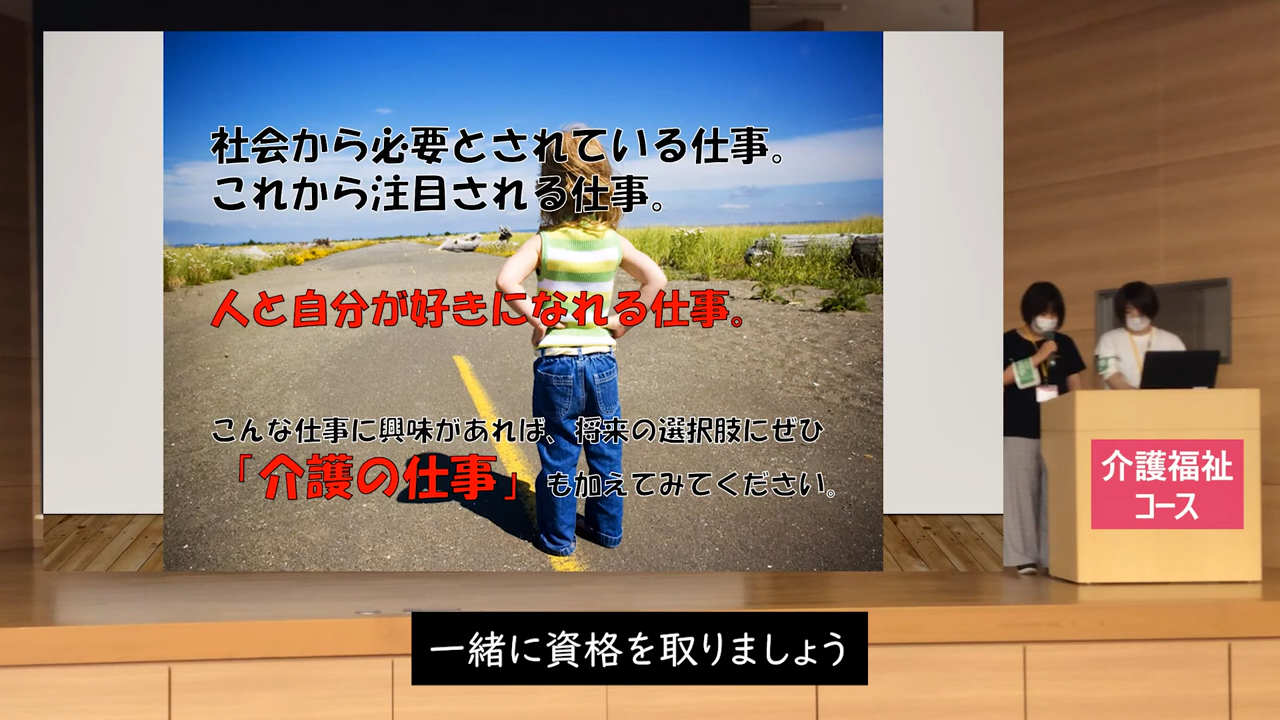 社会から必要とされている仕事。
これから注目される仕事。
人と自分が好きになれる仕事。
こんな仕事に興味があれば、将来の選択肢にぜひ
「介護の仕事」も加えてみてください。
介護福祉
コース
一緒に資格を取りましょう